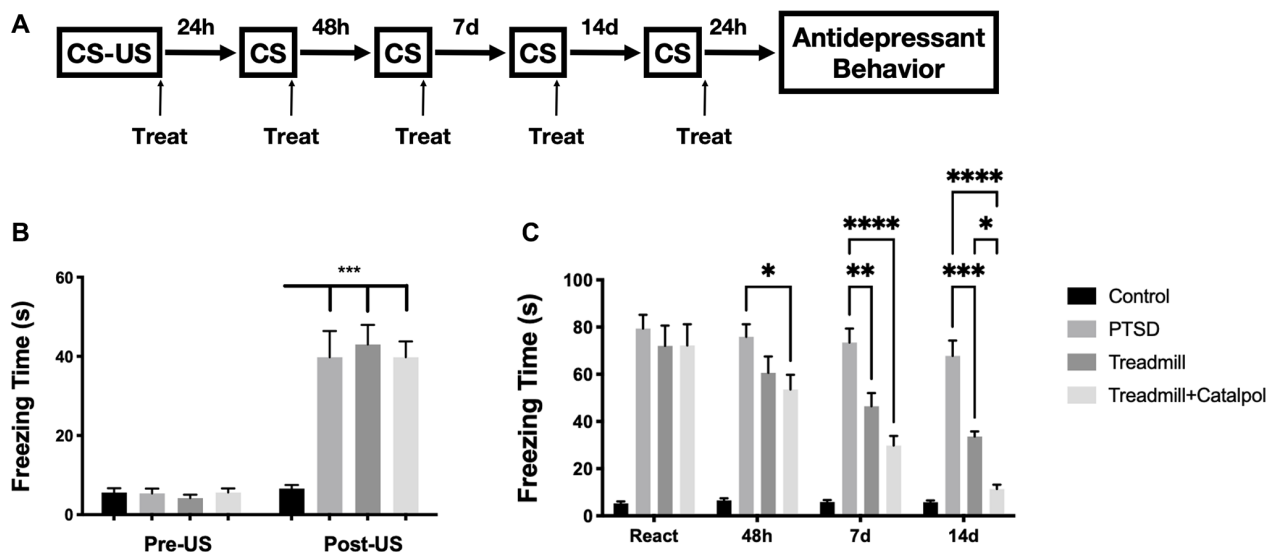 A
24h 48h 7d 14d 24h
CS-US CS CS CS CS Antidepressant
Behavior
Treat Treat Treat Treat Treat
B
Freezing Time (s)
60
40
20
0
***
Pre-US Post-US
C
Freezing Time (s)
100
80
60
40
20
0
*
****
**
****
*
***
React 48h 7d 14d
Control
PTSD
Treadmill
Treadmill+Catalpol